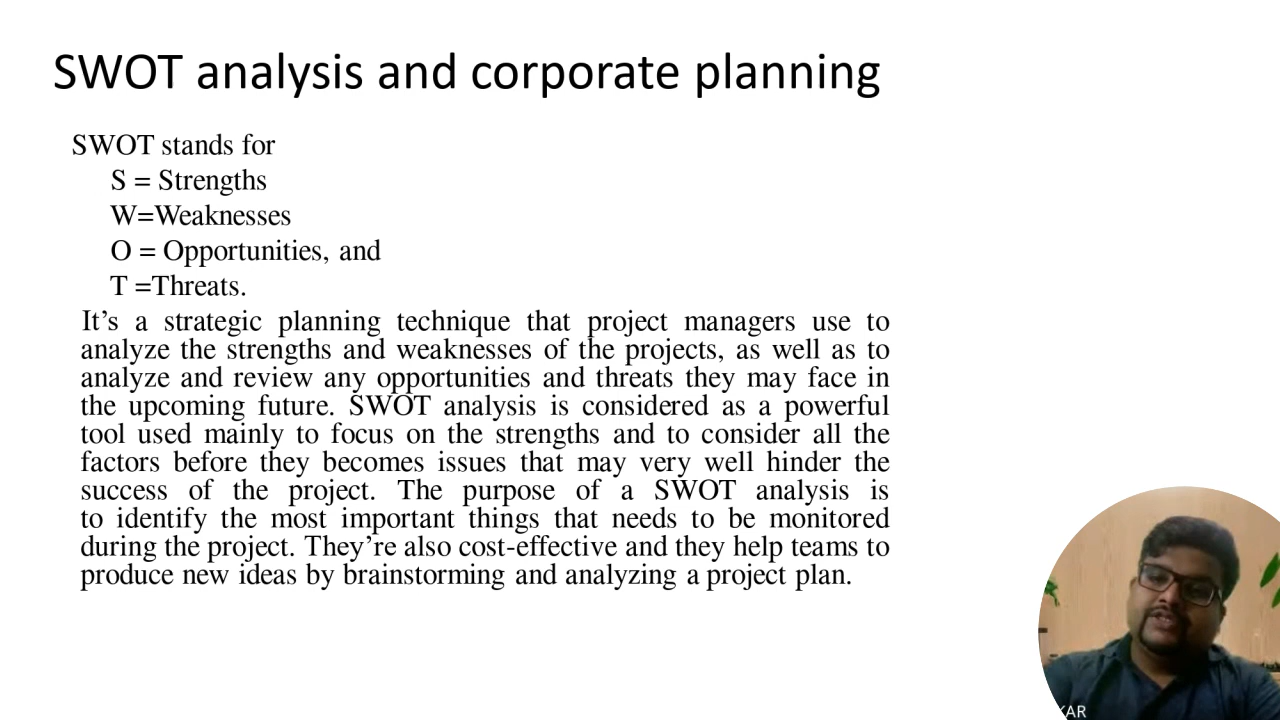 SWOT analysis and corporate planning
SWOT stands for
S = Strengths
W=Weaknesses
O = Opportunities, and
T =Threats.
It’s a strategic planning technique that project managers use to
analyze the strengths and weaknesses of the projects, as well as to
analyze and review any opportunities and threats they may face in
the upcoming future. SWOT analysis is considered as a powerful
tool used mainly to focus on the strengths and to consider all the
factors before they becomes issues that may very well hinder the
success of the project. The purpose of a SWOT analysis is
to identify the most important things that needs to be monitored
during the project. They’re also cost-effective and they help teams to
produce new ideas by brainstorming and analyzing a project plan.
KAR